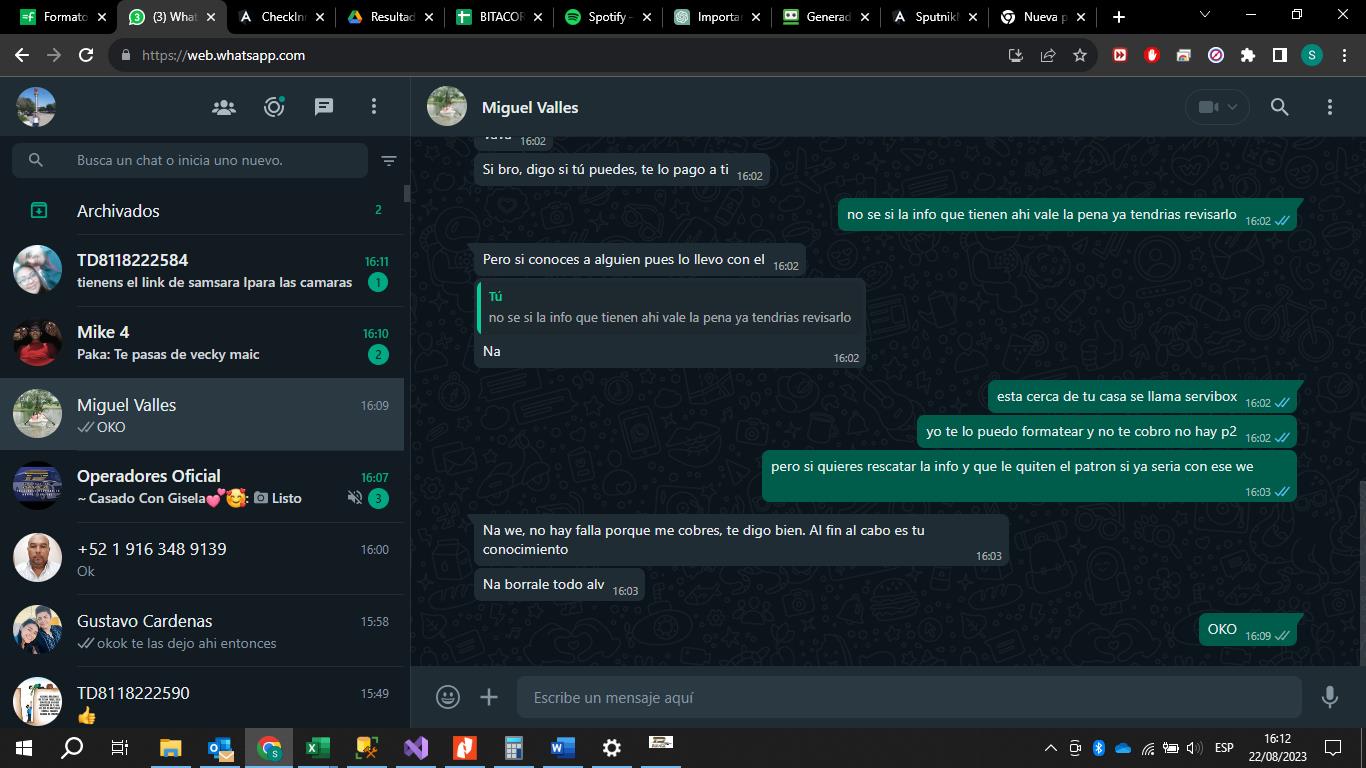 Formato
(3) What
CheckIn
Resultad
BITACOR
Spotify -
Importa
Generad
Sputnik
Nueva p
https://web.whatsapp.com
S
Miguel Valles
Busca un chat o inicia uno nuevo.
Archivados
2
TD8118222584
16:11
tienens el link de samsara lpara las camaras
1
Mike 4
16:10
Paka: Te pasas de vecky maic
2
Miguel Valles
16:09
OKO
Operadores Oficial
16:07
~ Casado Con Gisela💕🥰: 📷 Listo
3
+52 1 916 348 9139
16:00
Ok
Gustavo Cardenas
15:58
okok te las dejo ahi entonces
TD8118222590
15:49
👍
16:02
Si bro, digo si tú puedes, te lo pago a ti 16:02
no se si la info que tienen ahi vale la pena ya tendrias revisarlo 16:02
Pero si conoces a alguien pues lo llevo con el 16:02
Tú
no se si la info que tienen ahi vale la pena ya tendrias revisarlo
Na
16:02
esta cerca de tu casa se llama servibox 16:02
yo te lo puedo formatear y no te cobro no hay p2 16:02
pero si quieres rescatar la info y que le quiten el patron si ya seria con ese we
16:03
Na we, no hay falla porque me cobres, te digo bien. Al fin al cabo es tu
conocimiento
16:03
Na borrale todo alv 16:03
OKO 16:09
Escribe un mensaje aquí
ESP
16:12
22/08/2023